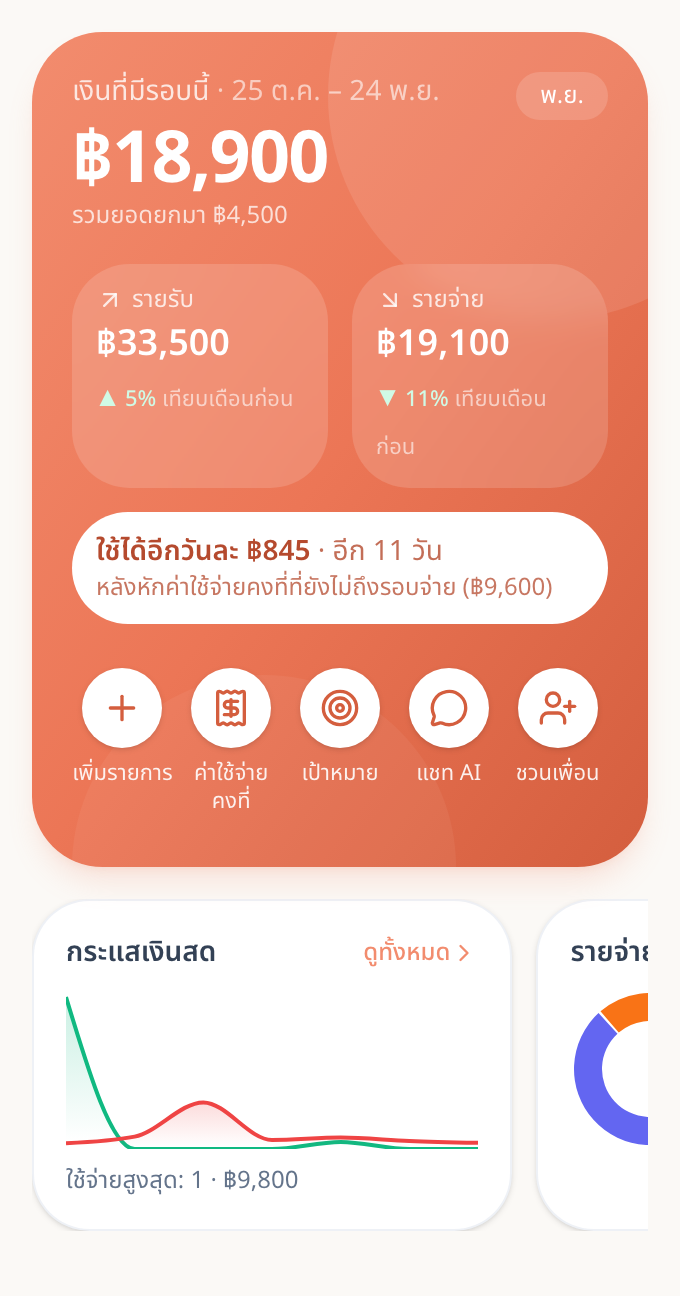 เงินที่มีรอบนี้ · 25 ต.ค. – 24 พ.ย.
พ.ย.
฿18,900
รวมยอดยกมา ฿4,500
รายรับ
฿33,500
▲ 5% เทียบเดือนก่อน
รายจ่าย
฿19,100
▼ 11% เทียบเดือน
ก่อน
ใช้ได้อีกวันละ ฿845 · อีก 11 วัน
หลังหักค่าใช้จ่ายคงที่ที่ยังไม่ถึงรอบจ่าย (฿9,600)
เพิ่มรายการ
ค่าใช้จ่าย
คงที่
เป้าหมาย
แชท AI
ชวนเพื่อน
กระแสเงินสด
ดูทั้งหมด
ใช้จ่ายสูงสุด: 1 · ฿9,800
รายจ่าย